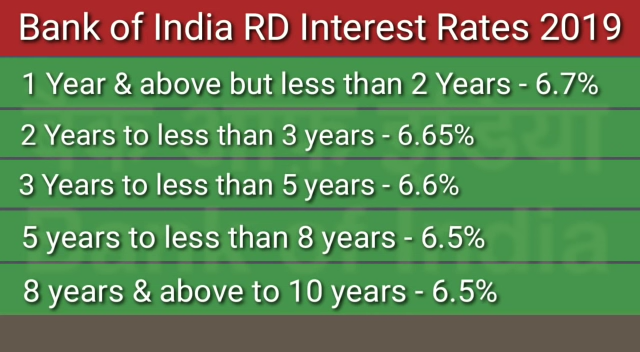 Bank of India RD Interest Rates 2019
1 Year & above but less than 2 Years - 6.7%
2 Years to less than 3 years - 6.65%
3 Years to less than 5 years - 6.6%
5 years to less than 8 years - 6.5%
8 years & above to 10 years - 6.5%